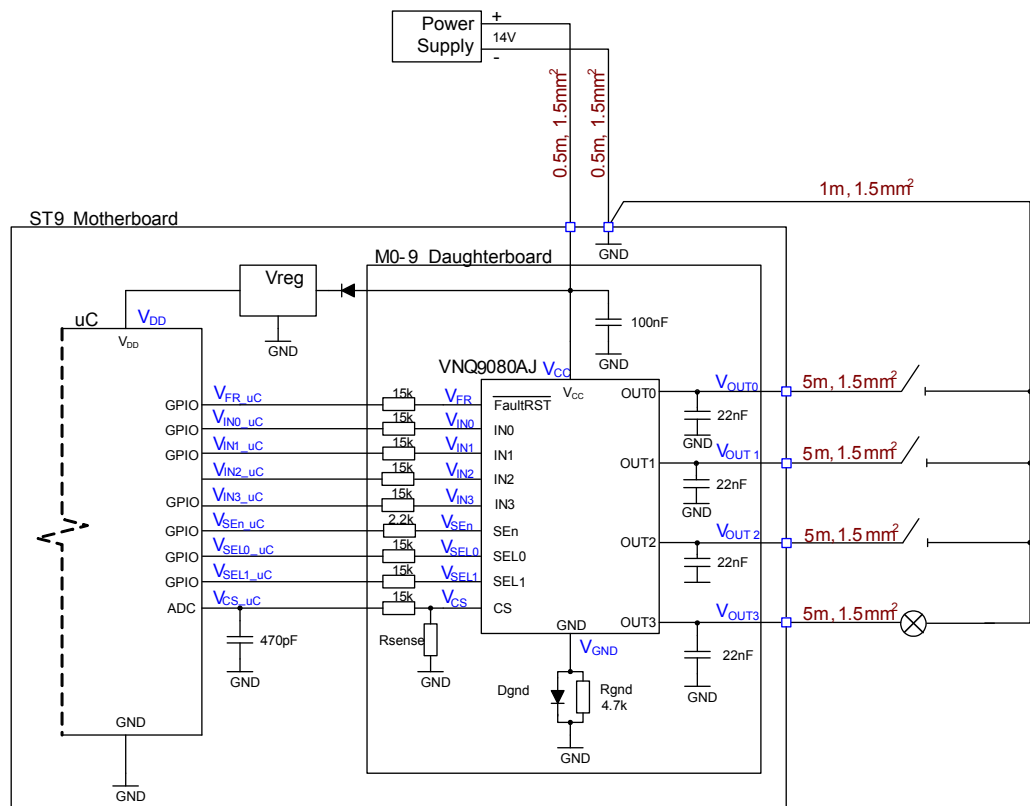 Power
Supply
+
14V
-
0.5m, 1.5mm²
0.5m, 1.5mm²
1m, 1.5mm²
ST9 Motherboard
GND
M0-9 Daughterboard
Vreg
GND
100nF
GND
uC
VDD
VDD
VNQ9080AJ
VCC
VCC
GPIO
VFR_uC
15k
VFR
FaultRST
OUT0
VOUT0
5m, 1.5mm²
22nF
GND
GPIO
VIN0_uC
15k
VIN0
IN0
GPIO
VIN1_uC
15k
VIN1
IN1
OUT1
VOUT 1
5m, 1.5mm²
22nF
GND
VIN2_uC
15k
VIN2
IN2
GPIO
VIN3_uC
15k
VIN3
IN3
GPIO
VSEn_uC
2.2k
VSEn
SEn
OUT2
VOUT 2
5m, 1.5mm²
22nF
GND
GPIO
VSEL0_uC
15k
VSEL0
SEL0
GPIO
VSEL1_uC
15k
VSEL1
SEL1
ADC
VCS_uC
15k
VCS
CS
OUT3
VOUT3
5m, 1.5mm²
22nF
GND
470pF
GND
Rsense
GND
GND
VGND
Dgnd
Rgnd
4.7k
GND
GND
GND